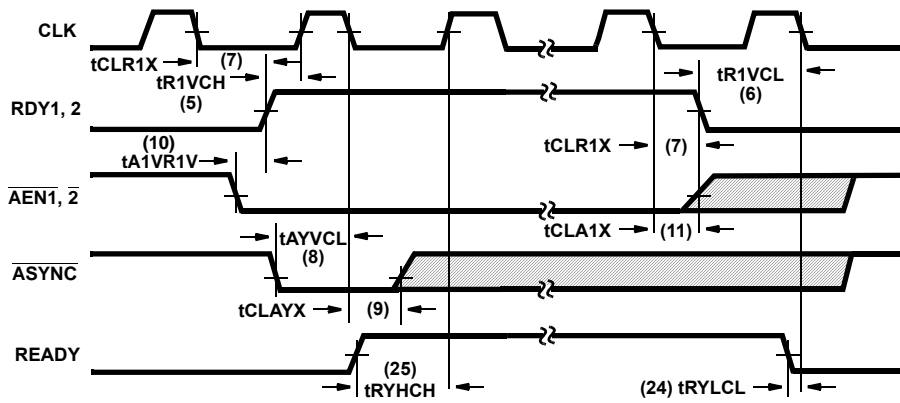 CLK
tCLR1X
(7)
tR1VCH
(5)
tR1VCL
(6)
RDY1, 2
(10)
tA1VR1V
tCLR1X
(7)
AEN1, 2
tCLA1X
(11)
tAYVCL
(8)
ASYNC
tCLAYX
(9)
READY
(25)
tRYHCH
(24) tRYLCL